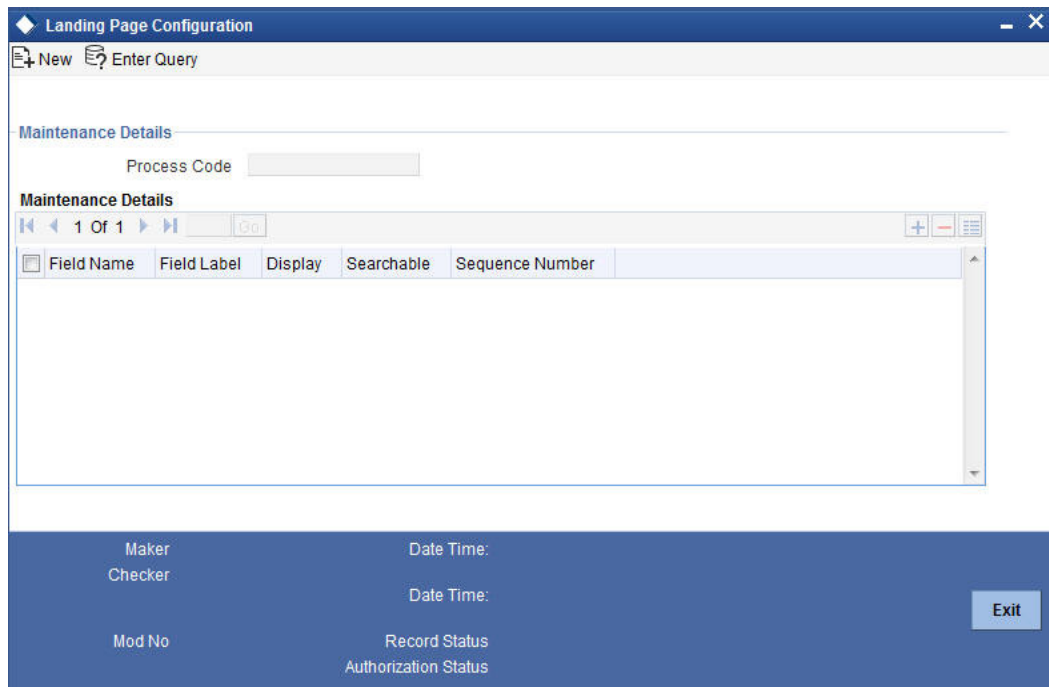 Landing Page Configuration
New Enter Query
Maintenance Details
Process Code
Maintenance Details
1 Of 1 Go
Field Name Field Label Display Searchable Sequence Number
Maker Date Time:
Checker
Date Time:
Exit
Mod No Record Status
Authorization Status